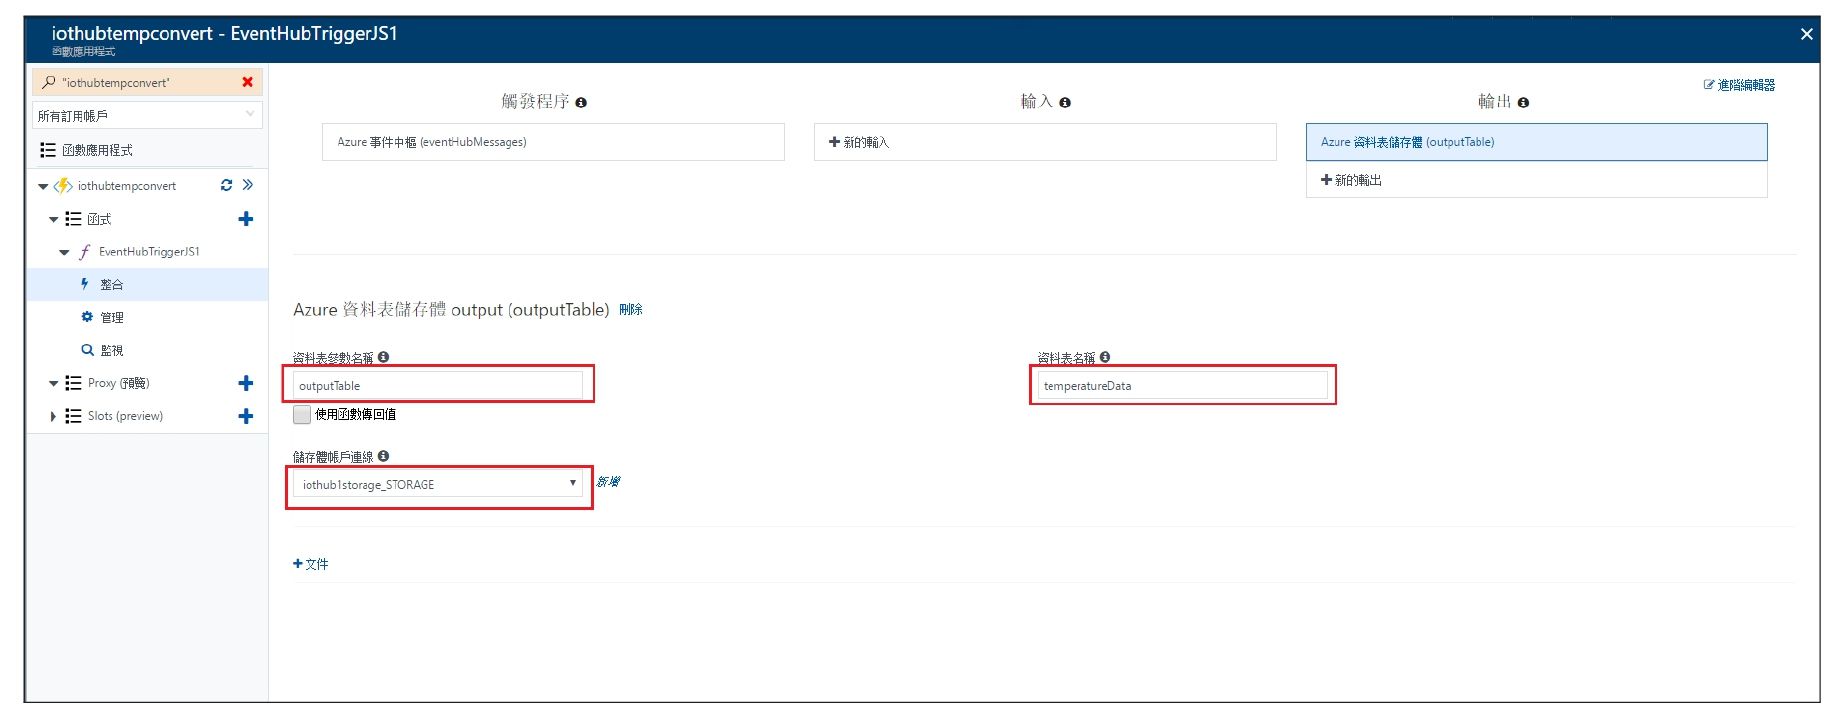 iothubtempconvert - EventHubTriggerJS1
函數應用程式
"iothubtempconvert"
所有訂用帳戶
函數應用程式
iothubtempconvert
函式
EventHubTriggerJS1
整合
管理
監視
Proxy (預覽)
Slots (preview)
進階編輯器
觸發程序
輸入
輸出
Azure 事件中樞 (eventHubMessages)
新的輸入
Azure 資料表儲存體 (outputTable)
新的輸出
Azure 資料表儲存體 output (outputTable) 刪除
資料表參數名稱
資料表名稱
outputTable
temperatureData
使用函數傳回值
儲存體帳戶連線
iothub1storage_STORAGE
新增
文件